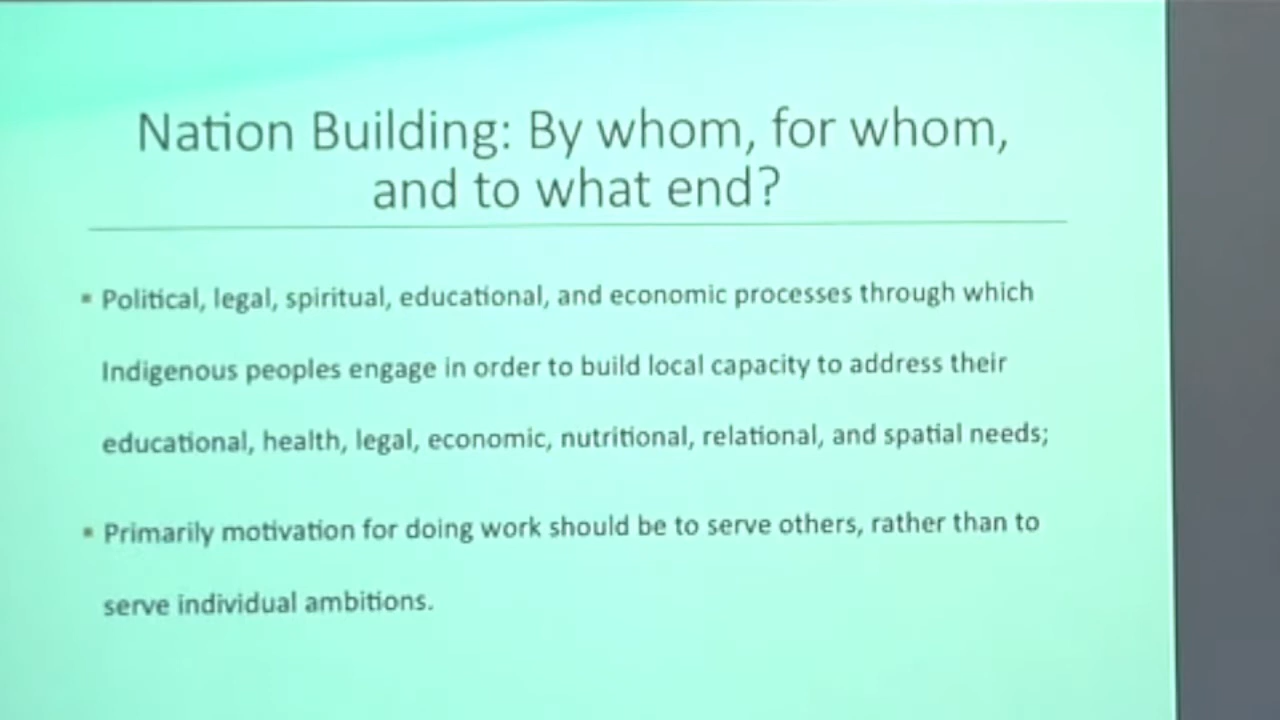 Nation Building: By whom, for whom,
and to what end?
▪ Political, legal, spiritual, educational, and economic processes through which
Indigenous peoples engage in order to build local capacity to address their
educational, health, legal, economic, nutritional, relational, and spatial needs;
▪ Primarily motivation for doing work should be to serve others, rather than to
serve individual ambitions.